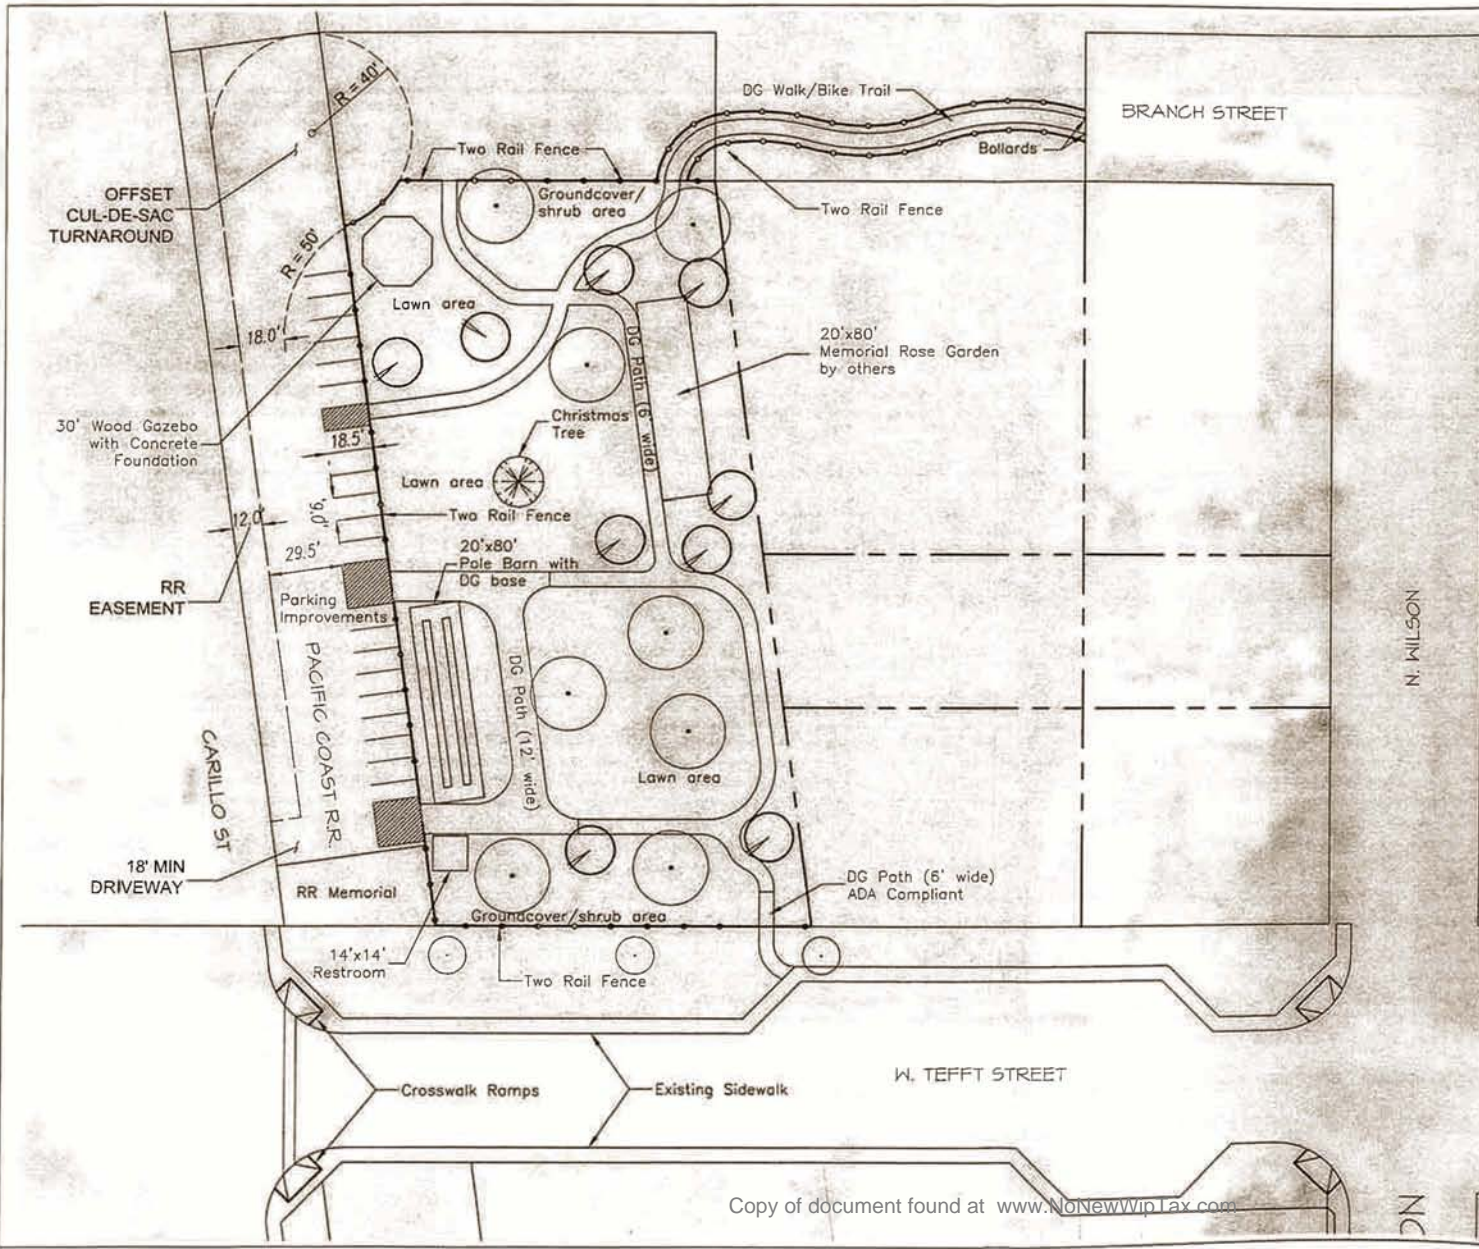 R = 40'
DG Walk/Bike Trail
BRANCH STREET
Bollards
Two Rail Fence
OFFSET
CUL-DE-SAC
TURNAROUND
Groundcover/
shrub area
Two Rail Fence
R = 50'
Lawn area
18.0'
20'x80'
Memorial Rose Garden
by others
DG Path (6' wide)
30' Wood Gazebo
with Concrete
Foundation
Christmas
Tree
18.5'
Lawn area
9.0'
Two Rail Fence
12.0'
29.5'
20'x80'
Pole Barn with
DG base
RR
EASEMENT
Parking
Improvements
N. WILSON
PACIFIC COAST R.R.
DG Path (12' wide)
CARILLO ST
Lawn area
18' MIN
DRIVEWAY
RR Memorial
DG Path (6' wide)
ADA Compliant
Groundcover/shrub area
14'x14'
Restroom
Two Rail Fence
W. TEFFT STREET
Crosswalk Ramps
Existing Sidewalk
Copy of document found at www.NoNewWipTax.com